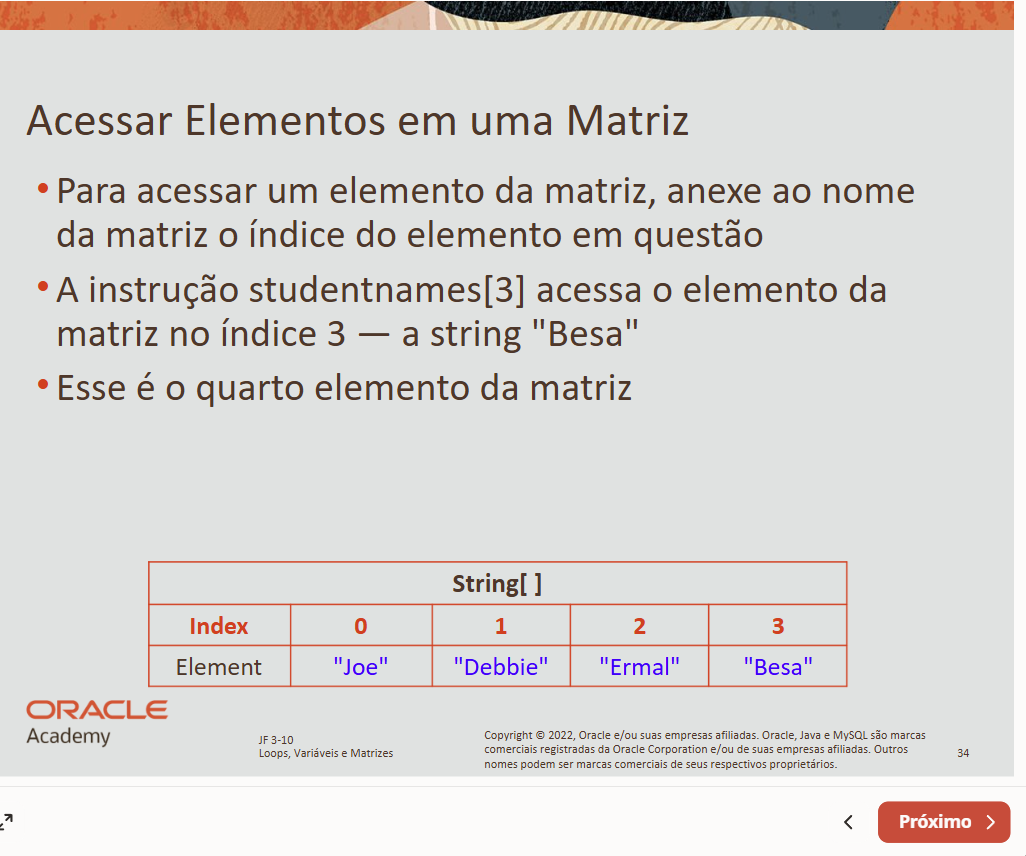 Acessar Elementos em uma Matriz
•Para acessar um elemento da matriz, anexe ao nome
da matriz o índice do elemento em questão
•A instrução studentnames[3] acessa o elemento da
matriz no índice 3 — a string "Besa"
•Esse é o quarto elemento da matriz
String[ ]
Index 0 1 2 3
Element "Joe" "Debbie" "Ermal" "Besa"
ORACLE
Academy
JF 3-10
Loops, Variáveis e Matrizes
Copyright © 2022, Oracle e/ou suas empresas afiliadas. Oracle, Java e MySQL são marcas
comerciais registradas da Oracle Corporation e/ou de suas empresas afiliadas. Outros
nomes podem ser marcas comerciais de seus respectivos proprietários.
34
Próximo